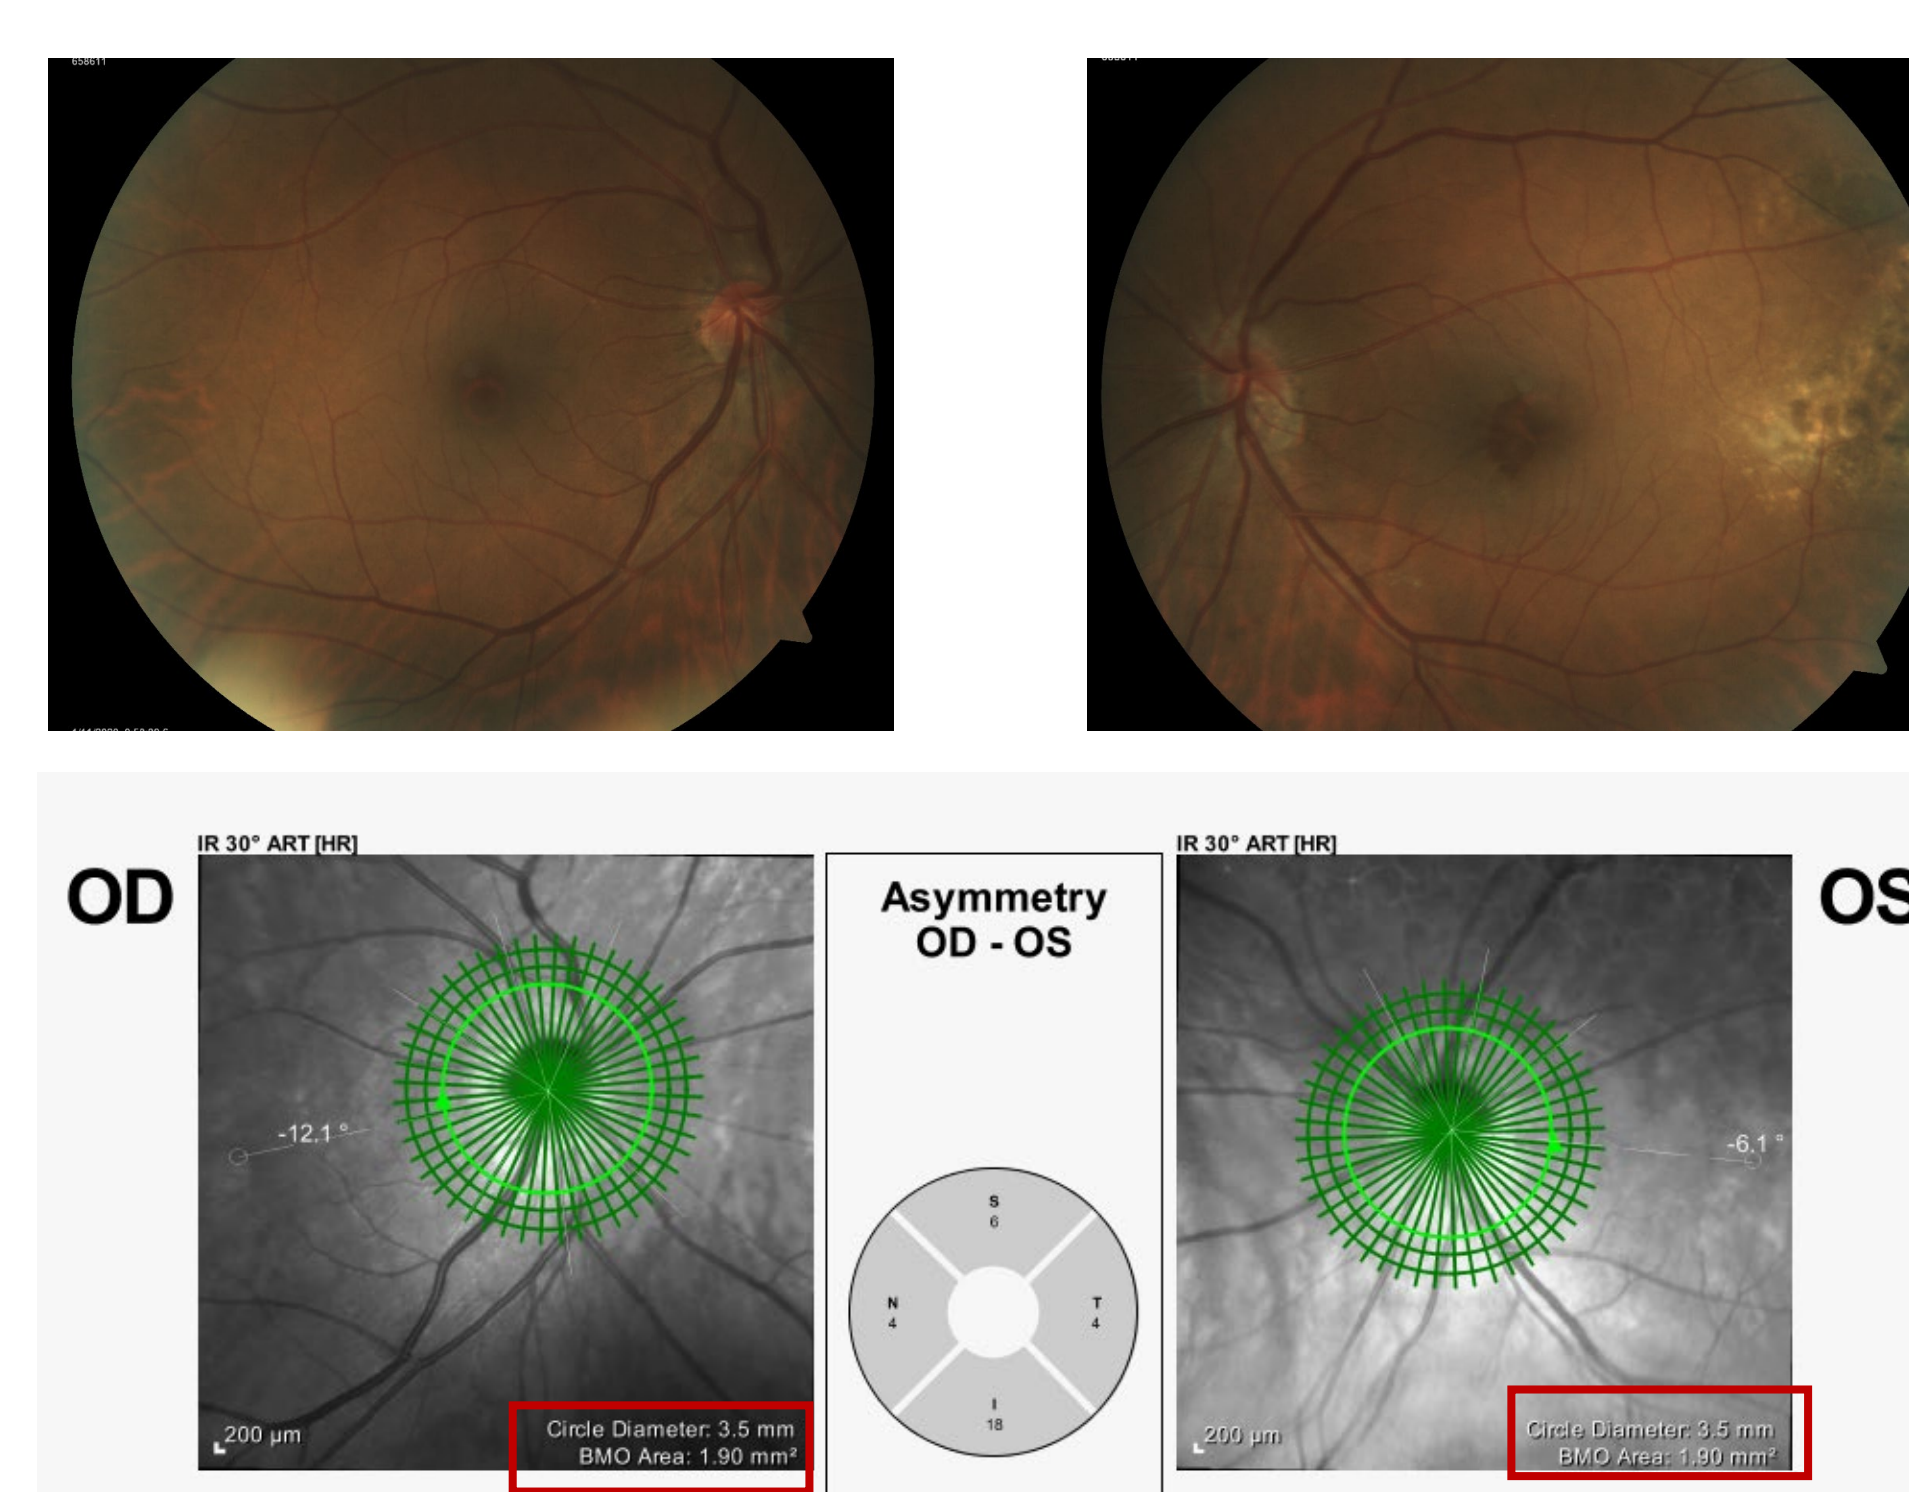 658611
OD
IR 30° ART [HR]
-12.1 °
200 µm
Circle Diameter: 3.5 mm
BMO Area: 1.90 mm²
Asymmetry
OD - OS
S
6
N
4
T
4
I
18
IR 30° ART [HR]
OS
-6.1 °
200 µm
Circle Diameter: 3.5 mm
BMO Area: 1.90 mm²